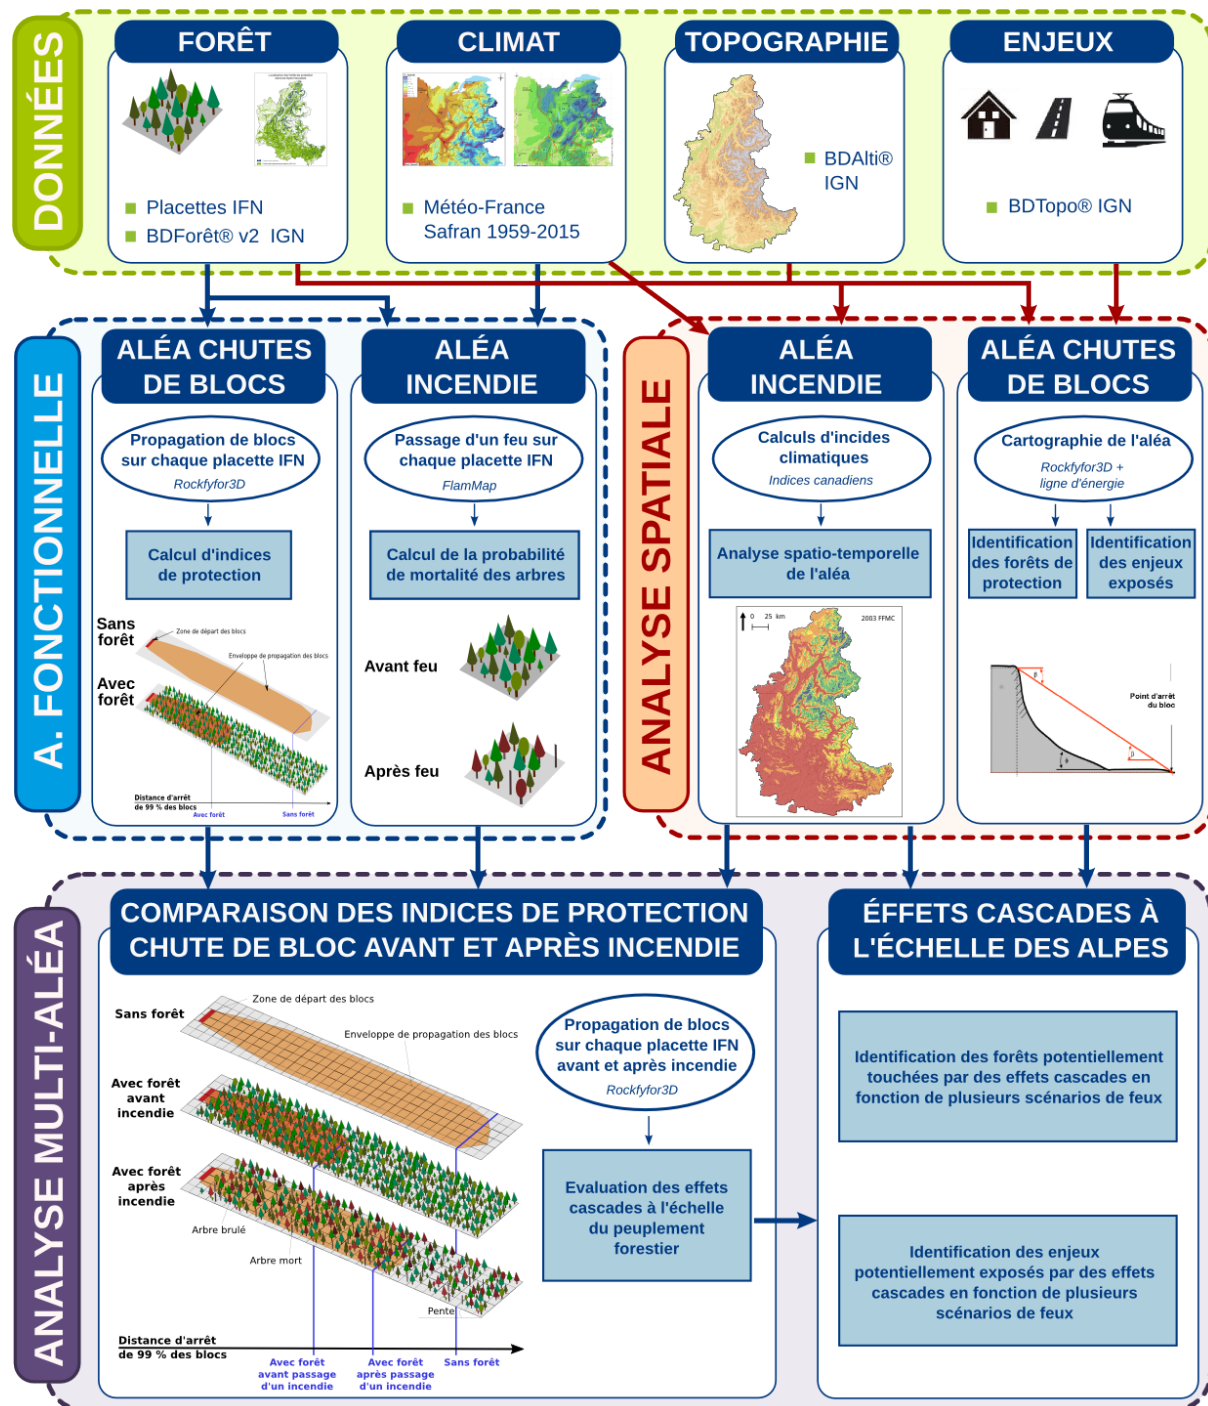 DONNÉES
FORÊT
Placettes IFN
BDForêt® v2 IGN
CLIMAT
Météo-France
Safran 1959-2015
TOPOGRAPHIE
BDAlti®
IGN
ENJEUX
BDTopo® IGN
A. FONCTIONNELLE
ALÉA CHUTES
DE BLOCS
Propagation de blocs
sur chaque placette IFN
Rockfyfor3D
Calcul d'indices
de protection
Sans
forêt
Zone de départ des blocs
Enveloppe de propagation des blocs
Avec
forêt
Distance d'arrêt
de 99 % des blocs
Avec forêt
Sans forêt
ALÉA
INCENDIE
Passage d'un feu sur
chaque placette IFN
FlamMap
Calcul de la probabilité
de mortalité des arbres
Avant feu
Après feu
ANALYSE SPATIALE
ALÉA
INCENDIE
Calculs d'incides
climatiques
Indices canadiens
Analyse spatio-temporelle
de l'aléa
0 25 km
2003 FFMC
ALÉA CHUTES
DE BLOCS
Cartographie de l'aléa
Rockyfor3D +
ligne d'énergie
Identification
des forêts de
protection
Identification
des enjeux
exposés
Point d'arrêt
du bloc
ANALYSE MULTI-ALÉA
COMPARAISON DES INDICES DE PROTECTION
CHUTE DE BLOC AVANT ET APRÈS INCENDIE
Sans forêt
Zone de départ des blocs
Enveloppe de propagation des blocs
Avec forêt
avant
incendie
Avec forêt
après
incendie
Arbre brulé
Arbre mort
Pente
Distance d'arrêt
de 99 % des blocs
Avec forêt
avant passage
d'un incendie
Avec forêt
après passage
d'un incendie
Sans forêt
Propagation de blocs
sur chaque placette IFN
avant et après incendie
Rockyfor3D
Evaluation des effets
cascades à l'échelle
du peuplement
forestier
ÉFFETS CASCADES À
L'ÉCHELLE DES ALPES
Identification des forêts potentiellement
touchées par des effets cascades en
fonction de plusieurs scénarios de feux
Identification des enjeux
potentiellement exposés par des effets
cascades en fonction de plusieurs
scénarios de feux